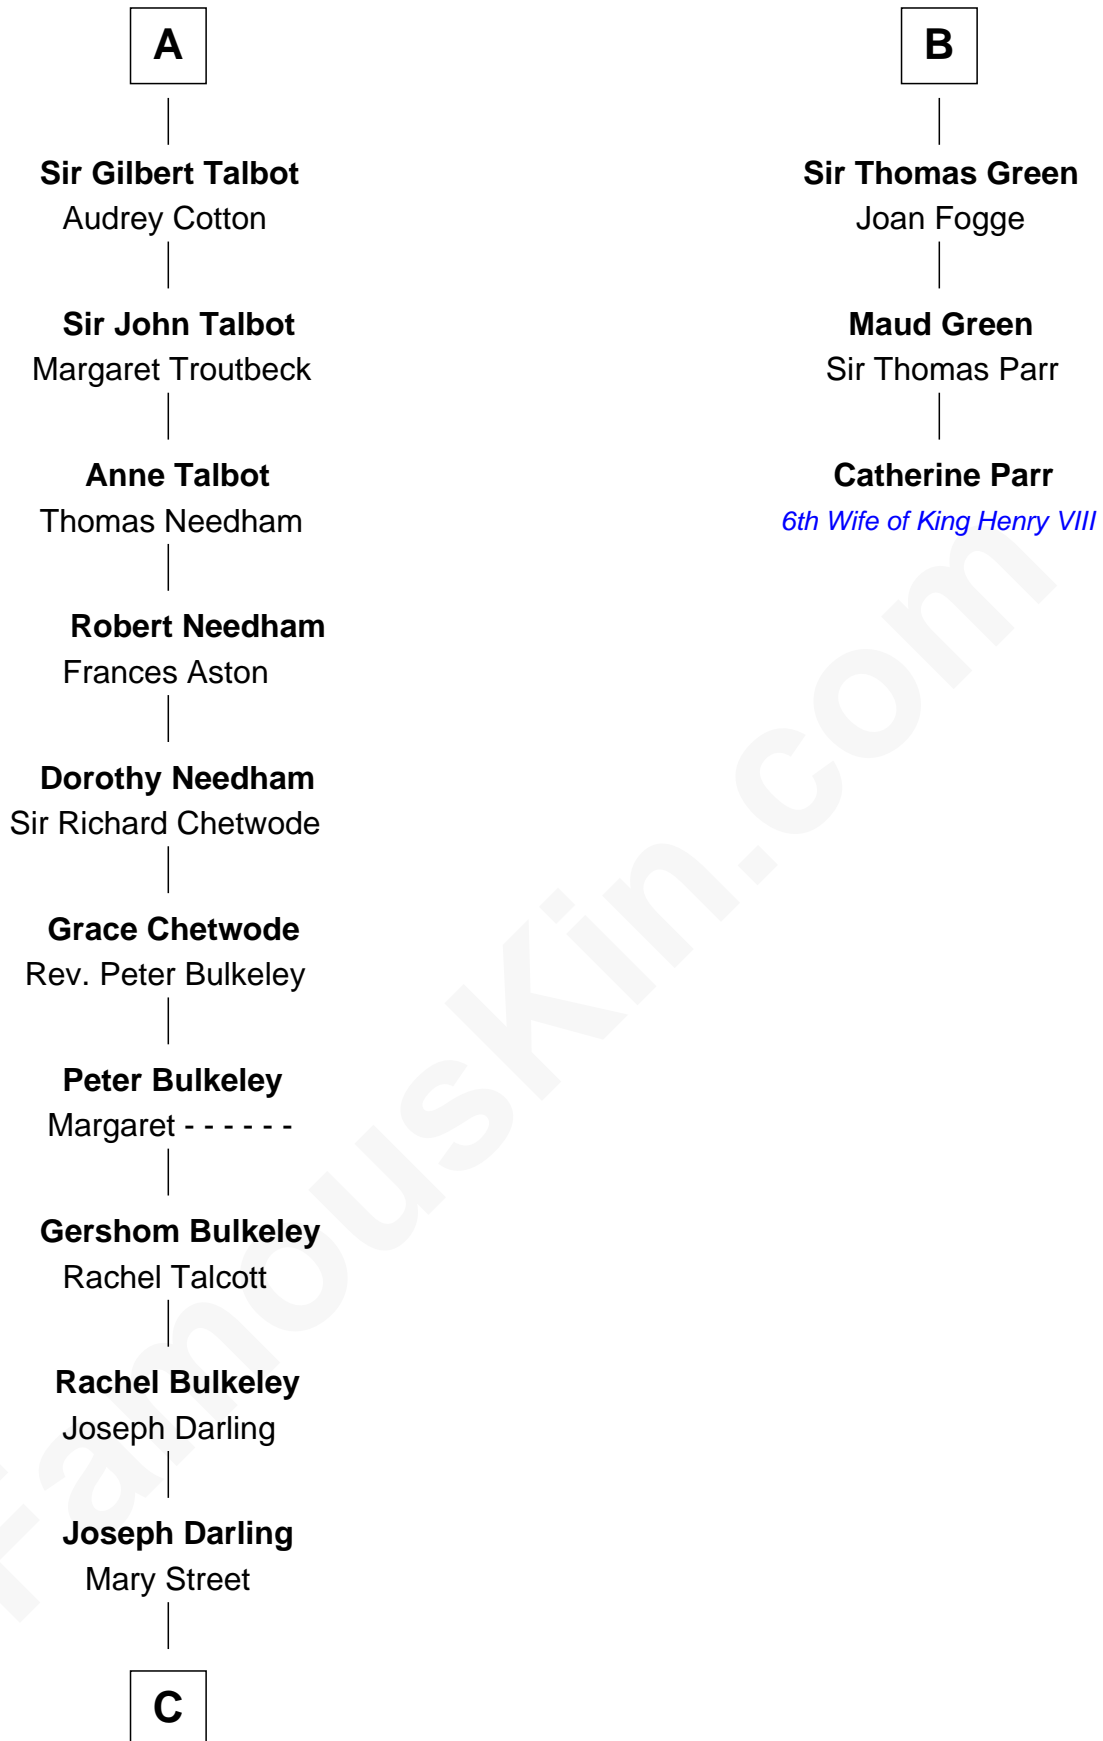 A
Sir Gilbert Talbot
Audrey Cotton
Sir John Talbot
Margaret Troutbeck
Anne Talbot
Thomas Needham
Robert Needham
Frances Aston
Dorothy Needham
Sir Richard Chetwode
Grace Chetwode
Rev. Peter Bulkeley
Peter Bulkeley
Margaret - - - - - -
Gershom Bulkeley
Rachel Talcott
Rachel Bulkeley
Joseph Darling
Joseph Darling
Mary Street
C
B
Sir Thomas Green
Joan Fogge
Maud Green
Sir Thomas Parr
Catherine Parr
6th Wife of King Henry VIII
FamousKin.com